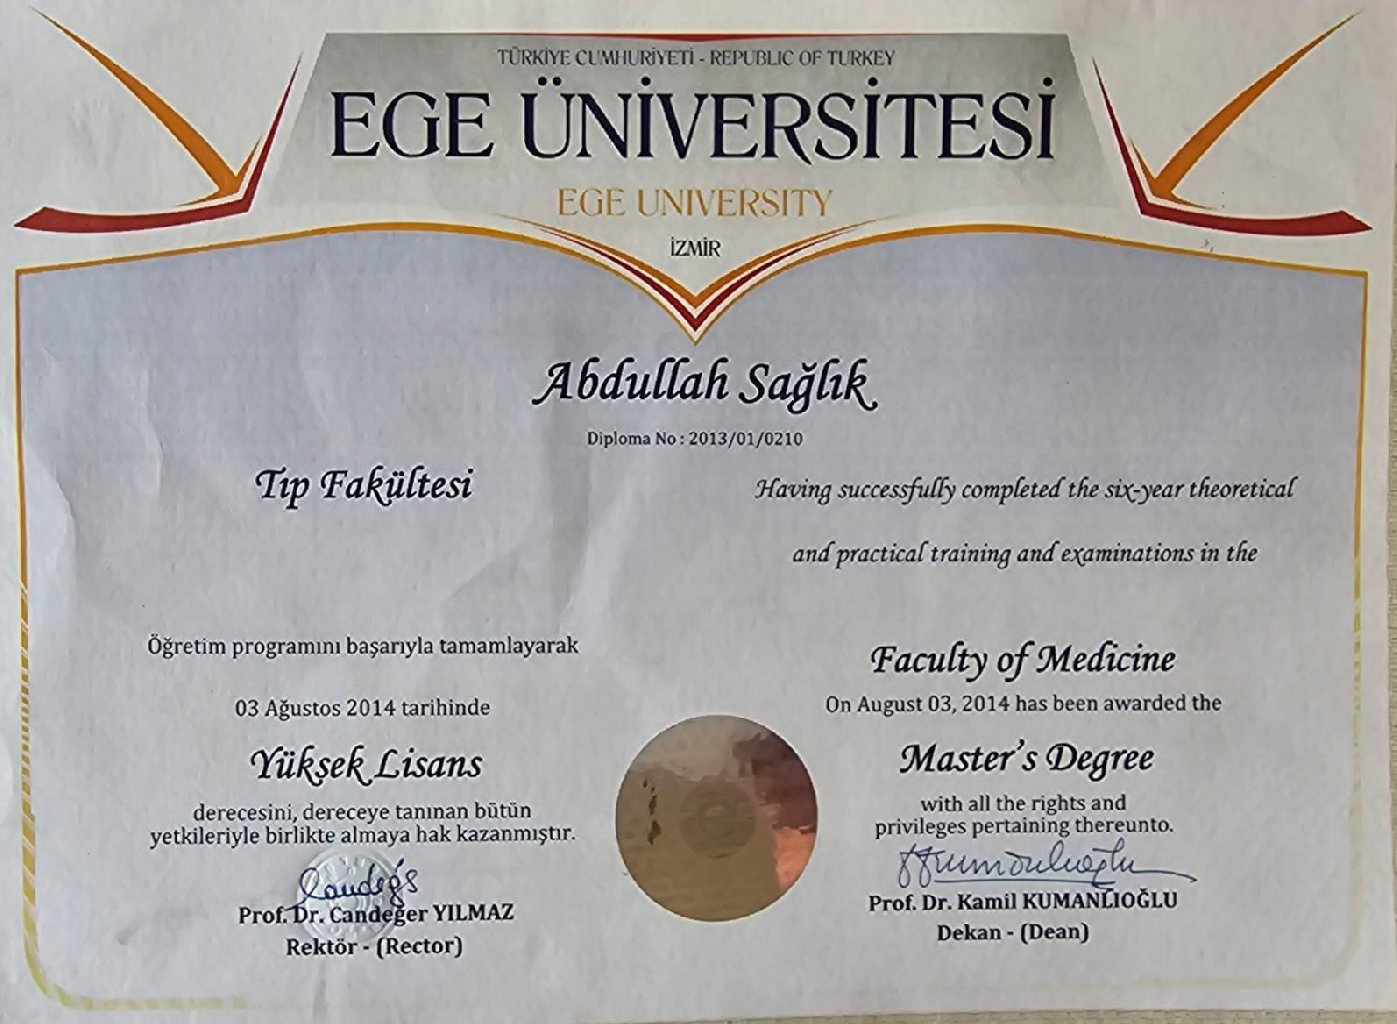 TÜRKİYE CUMHURİYETİ - REPUBLIC OF TURKEY
EGE ÜNİVERSİTESİ
EGE UNIVERSITY
İZMİR
Abdullah Sağlık
Diploma No : 2013/01/0210
Tıp Fakültesi
Öğretim programını başarıyla tamamlayarak
03 Ağustos 2014 tarihinde
Yüksek Lisans
derecesini, dereceye tanınan bütün
yetkileriyle birlikte almaya hak kazanmıştır.
Prof. Dr. Candeğer YILMAZ
Rektör - (Rector)
Having successfully completed the six-year theoretical
and practical training and examinations in the
Faculty of Medicine
On August 03, 2014 has been awarded the
Master's Degree
with all the rights and
privileges pertaining thereunto.
Prof. Dr. Kamil KUMANLIOĞLU
Dekan - (Dean)